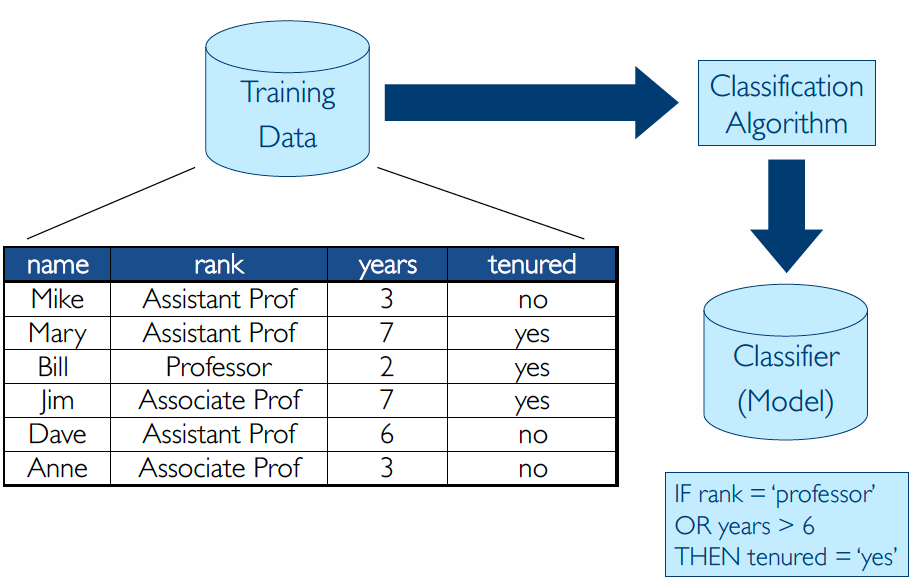 Training
Data
Classification
Algorithm
name rank years tenured
Mike Assistant Prof 3 no
Mary Assistant Prof 7 yes
Bill Professor 2 yes
Jim Associate Prof 7 yes
Dave Assistant Prof 6 no
Anne Associate Prof 3 no
Classifier
(Model)
IF rank = ‘professor’
OR years > 6
THEN tenured = ‘yes’